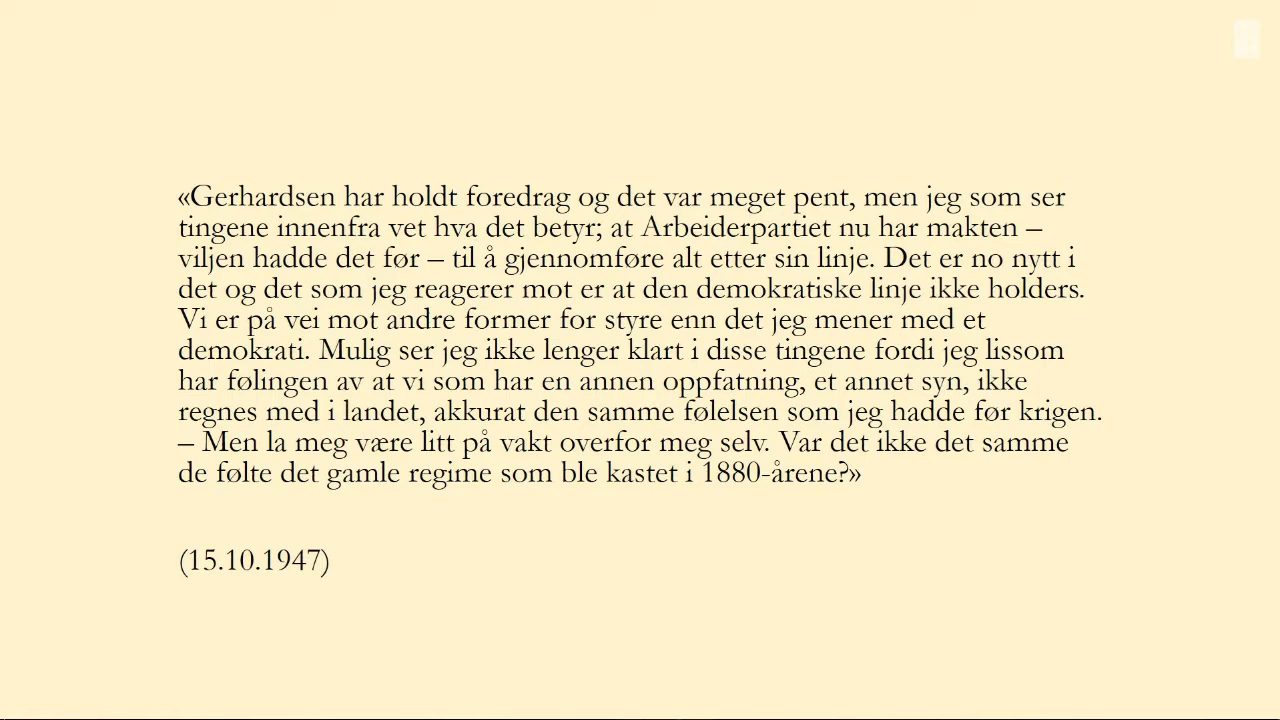 «Gerhardsen har holdt foredrag og det var meget pent, men jeg som ser
tingene innenfra vet hva det betyr; at Arbeiderpartiet nu har makten –
viljen hadde det før – til å gjennomføre alt etter sin linje. Det er no nytt i
det og det som jeg reagerer mot er at den demokratiske linje ikke holders.
Vi er på vei mot andre former for styre enn det jeg mener med et
demokrati. Mulig ser jeg ikke lenger klart i disse tingene fordi jeg lissom
har følingen av at vi som har en annen oppfatning, et annet syn, ikke
regnes med i landet, akkurat den samme følelsen som jeg hadde før krigen.
– Men la meg være litt på vakt overfor meg selv. Var det ikke det samme
de følte det gamle regime som ble kastet i 1880-årene?»
(15.10.1947)